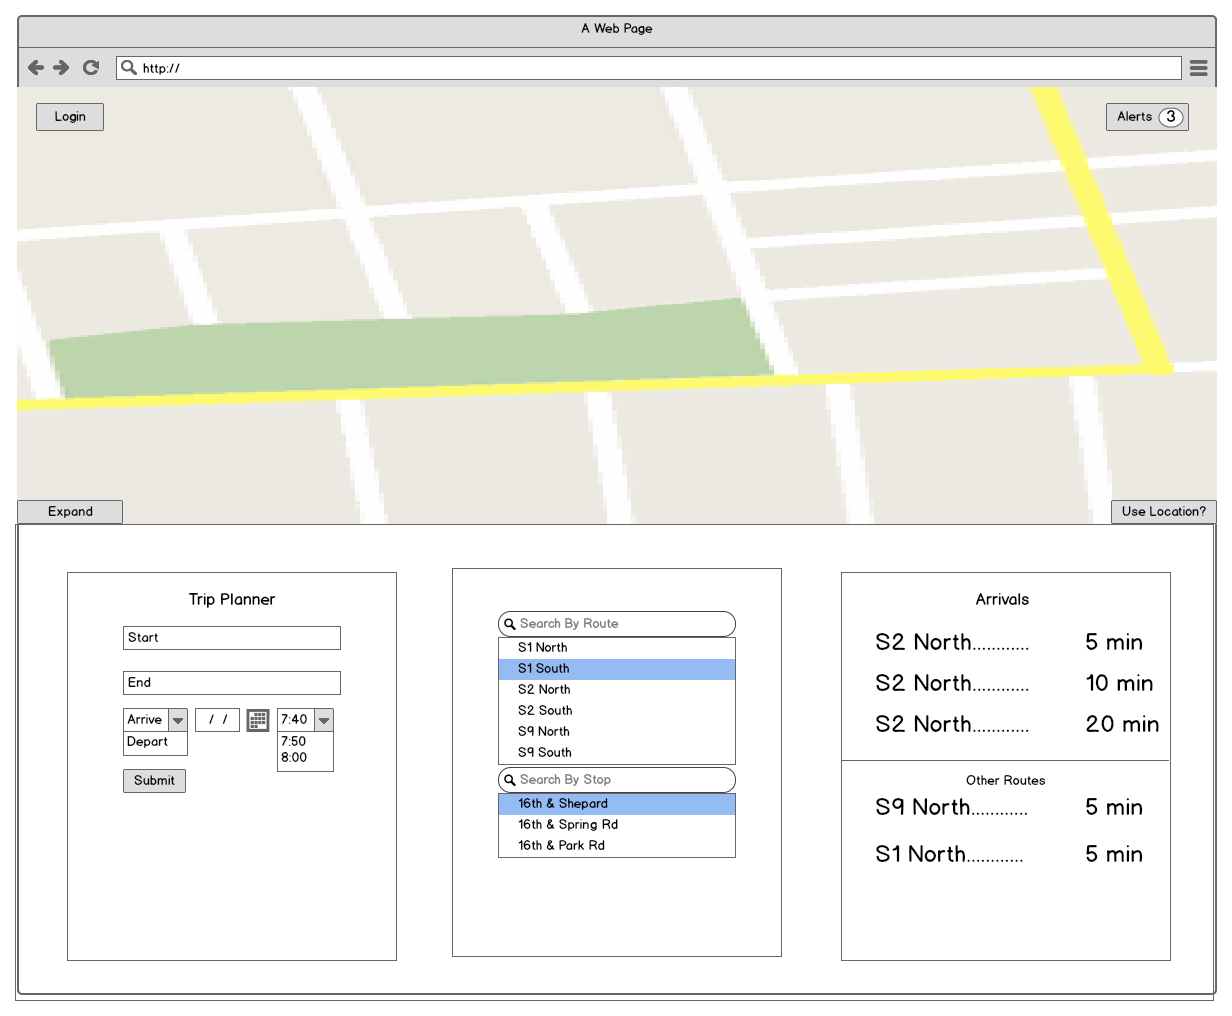 A Web Page
http://
Login
Alerts 3
Expand
Use Location?
Trip Planner
Start
End
Arrive
Depart
/ /
7:40
7:50
8:00
Submit
Search By Route
S1 North
S1 South
S2 North
S2 South
S9 North
S9 South
Search By Stop
16th & Shepard
16th & Spring Rd
16th & Park Rd
Arrivals
S2 North............ 5 min
S2 North............ 10 min
S2 North............ 20 min
Other Routes
S9 North............ 5 min
S1 North............ 5 min